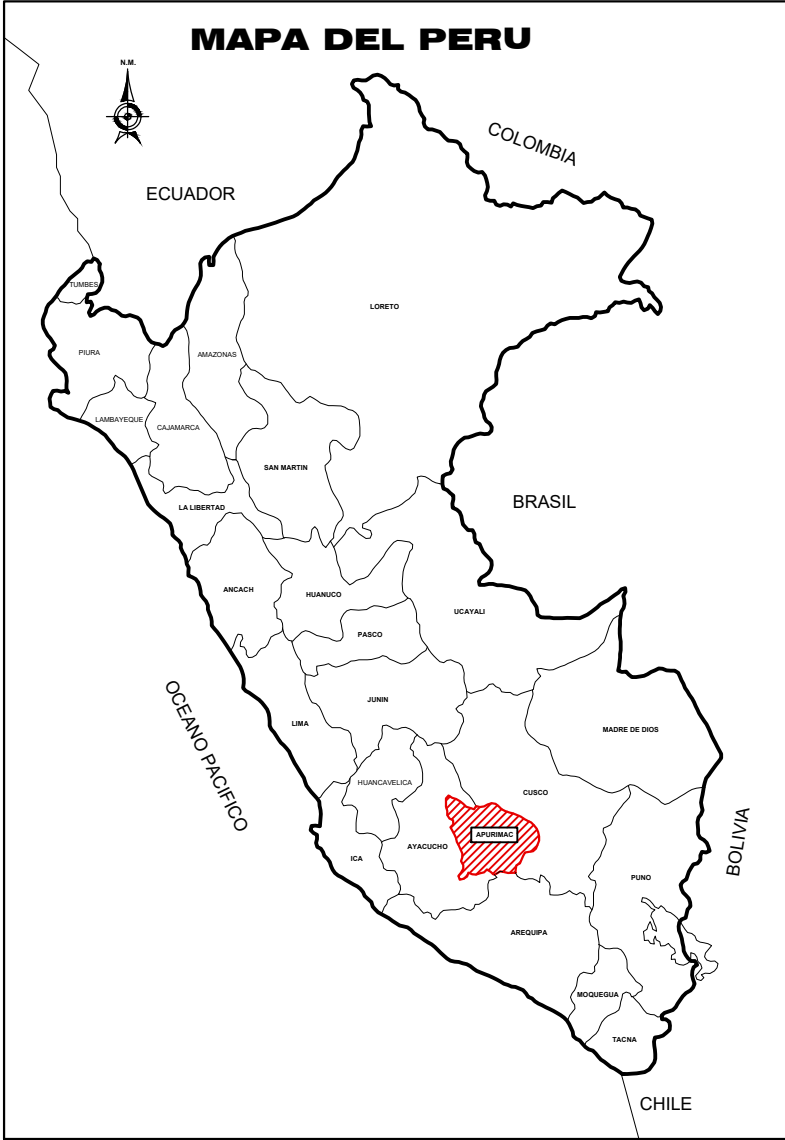 MAPA DEL PERU
N.M.
COLOMBIA
ECUADOR
TUMBES
LORETO
PIURA
AMAZONAS
LAMBAYEQUE
CAJAMARCA
SAN MARTIN
BRASIL
LA LIBERTAD
ANCACH
HUANUCO
UCAYALI
PASCO
OCEANO PACIFICO
JUNIN
LIMA
MADRE DE DIOS
HUANCAVELICA
CUSCO
APURIMAC
AYACUCHO
ICA
BOLIVIA
PUNO
AREQUIPA
MOQUEGUA
TACNA
CHILE